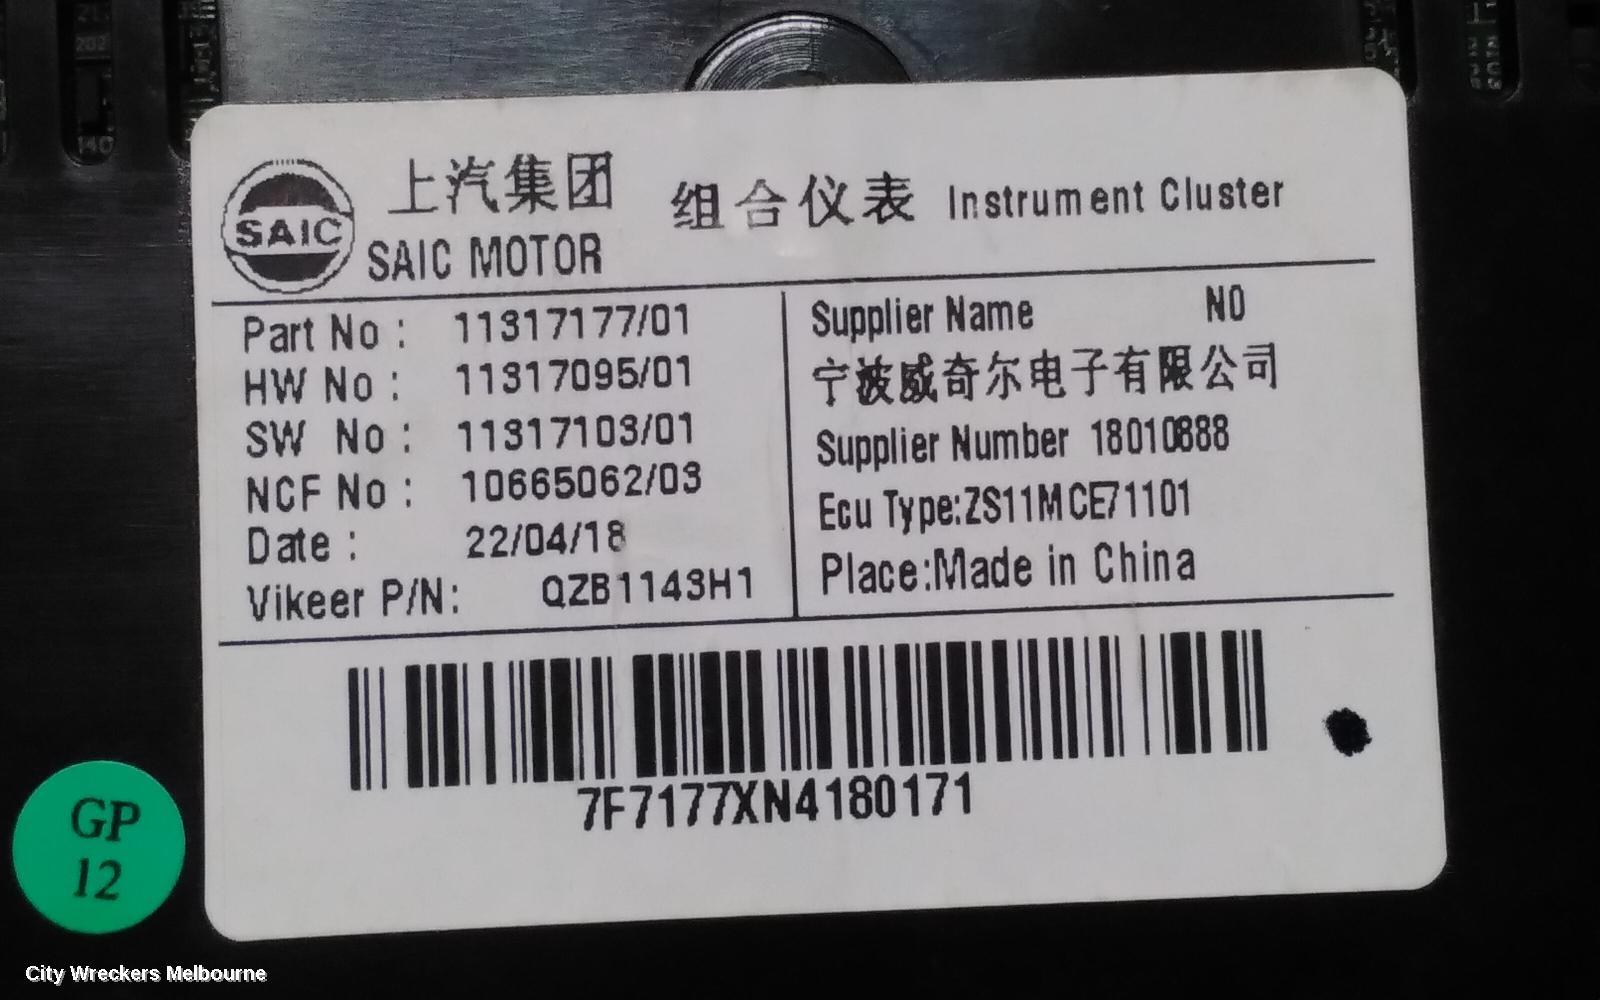 SAIC
上汽集团
SAIC MOTOR
组合仪表 Instrument Cluster
Part No : 11317177/01
HW No : 11317095/01
SW No : 11317103/01
NCF No : 10665062/03
Date : 22/04/18
Vikeer P/N: QZB1143H1
Supplier Name NO
宁波威奇尔电子有限公司
Supplier Number 18010888
Ecu Type:ZS11MCE71101
Place:Made in China
7F7177XN4180171
GP
12
City Wreckers Melbourne